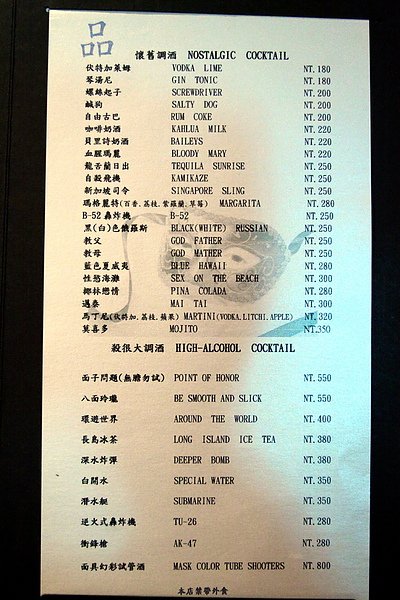 品
懷舊調酒 NOSTALGIC COCKTAIL
伏特加萊姆 VODKA LIME NT.180
琴湯尼 GIN TONIC NT.180
螺絲起子 SCREWDRIVER NT.200
鹹狗 SALTY DOG NT.200
自由古巴 RUM COKE NT.200
咖啡奶酒 KAHLUA MILK NT.220
貝里詩奶酒 BAILEYS NT.220
血腥瑪麗 BLOODY MARY NT.220
龍舌蘭日出 TEQUILA SUNRISE NT.250
自殺飛機 KAMIKAZE NT.250
新加坡司令 SINGAPORE SLING NT.250
瑪格麗特(百香.荔枝.紫羅蘭.草莓) MARGARITA NT.280
B-52轟炸機 B-52 NT.250
黑(白)色俄羅斯 BLACK(WHITE) RUSSIAN NT.250
教父 GOD FATHER NT.250
教母 GOD MATHER NT.250
藍色夏威夷 BLUE HAWAII NT.280
性慾海灘 SEX ON THE BEACH NT.300
椰林戀情 PINA COLADA NT.280
邁泰 MAI TAI NT.300
馬丁尼(伏特加.荔枝.蘋果) MARTINI(VODKA,LITCHI,APPLE) NT.320
莫喜多 MOJITO NT.350
殺很大調酒 HIGH-ALCOHOL COCKTAIL
面子問題(無膽勿試) POINT OF HONOR NT.550
八面玲瓏 BE SMOOTH AND SLICK NT.550
環遊世界 AROUND THE WORLD NT.400
長島冰茶 LONG ISLAND ICE TEA NT.380
深水炸彈 DEEPER BOMB NT.380
白開水 SPECIAL WATER NT.350
潛水艇 SUBMARINE NT.350
逆火式轟炸機 TU-26 NT.280
衝鋒槍 AK-47 NT.280
面具幻彩試管酒 MASK COLOR TUBE SHOOTERS NT.800
本店禁帶外食